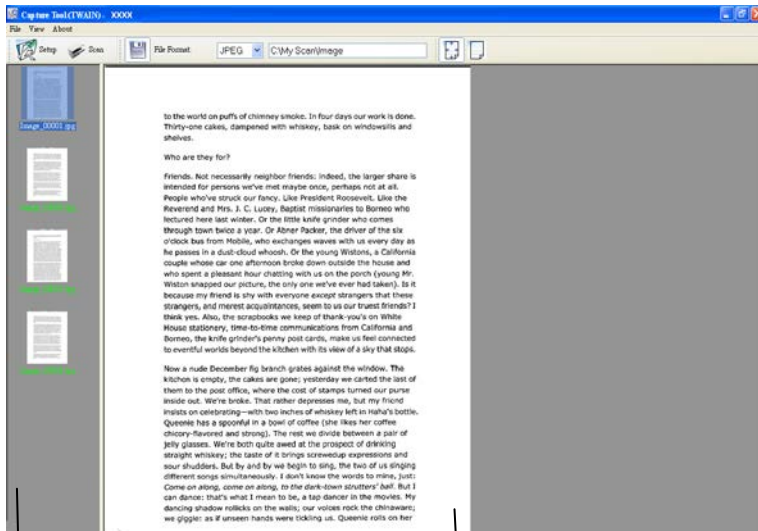 Capture Tool(TWAIN) - XXXX
File View About
Setup Scan File Format JPEG C:\My Scan\Image
Image_00001.jpg
to the world on puffs of chimney smoke. In four days our work is done.
Thirty-one cakes, dampened with whiskey, bask on windowsills and
shelves.
Who are they for?
Friends. Not necessarily neighbor friends: indeed, the larger share is
intended for persons we've met maybe once, perhaps not at all.
People who've struck our fancy. Like President Roosevelt. Like the
Reverend and Mrs. J. C. Lucey, Baptist missionaries to Borneo who
lectured here last winter. Or the little knife grinder who comes
through town twice a year. Or Abner Packer, the driver of the six
o'clock bus from Mobile, who exchanges waves with us every day as
he passes in a dust-cloud whoosh. Or the young Wistons, a California
couple whose car one afternoon broke down outside the house and
who spent a pleasant hour chatting with us on the porch (young Mr.
Wiston snapped our picture, the only one we've ever had taken). Is it
because my friend is shy with everyone except strangers that these
strangers, and merest acquaintances, seem to us our truest friends? I
think yes. Also, the scrapbooks we keep of thank-you's on White
House stationery, time-to-time communications from California and
Borneo, the knife grinder's penny post cards, make us feel connected
to eventful worlds beyond the kitchen with its view of a sky that stops.
Now a nude December fig branch grates against the window. The
kitchen is empty, the cakes are gone; yesterday we carted the last of
them to the post office, where the cost of stamps turned our purse
inside out. We're broke. That rather depresses me, but my friend
insists on celebrating—with two inches of whiskey left in Haha's bottle.
Queenie has a spoonful in a bowl of coffee (she likes her coffee
chicory-flavored and strong). The rest we divide between a pair of
jelly glasses. We're both quite awed at the prospect of drinking
straight whiskey; the taste of it brings screwedup expressions and
sour shudders. But by and by we begin to sing, the two of us singing
different songs simultaneously. I don't know the words to mine, just:
Come on along, come on along, to the dark-town strutters' ball. But I
can dance: that's what I mean to be, a tap dancer in the movies. My
dancing shadow rollicks on the walls; our voices rock the chinaware;
we giggle: as if unseen hands were tickling us. Queenie rolls on her